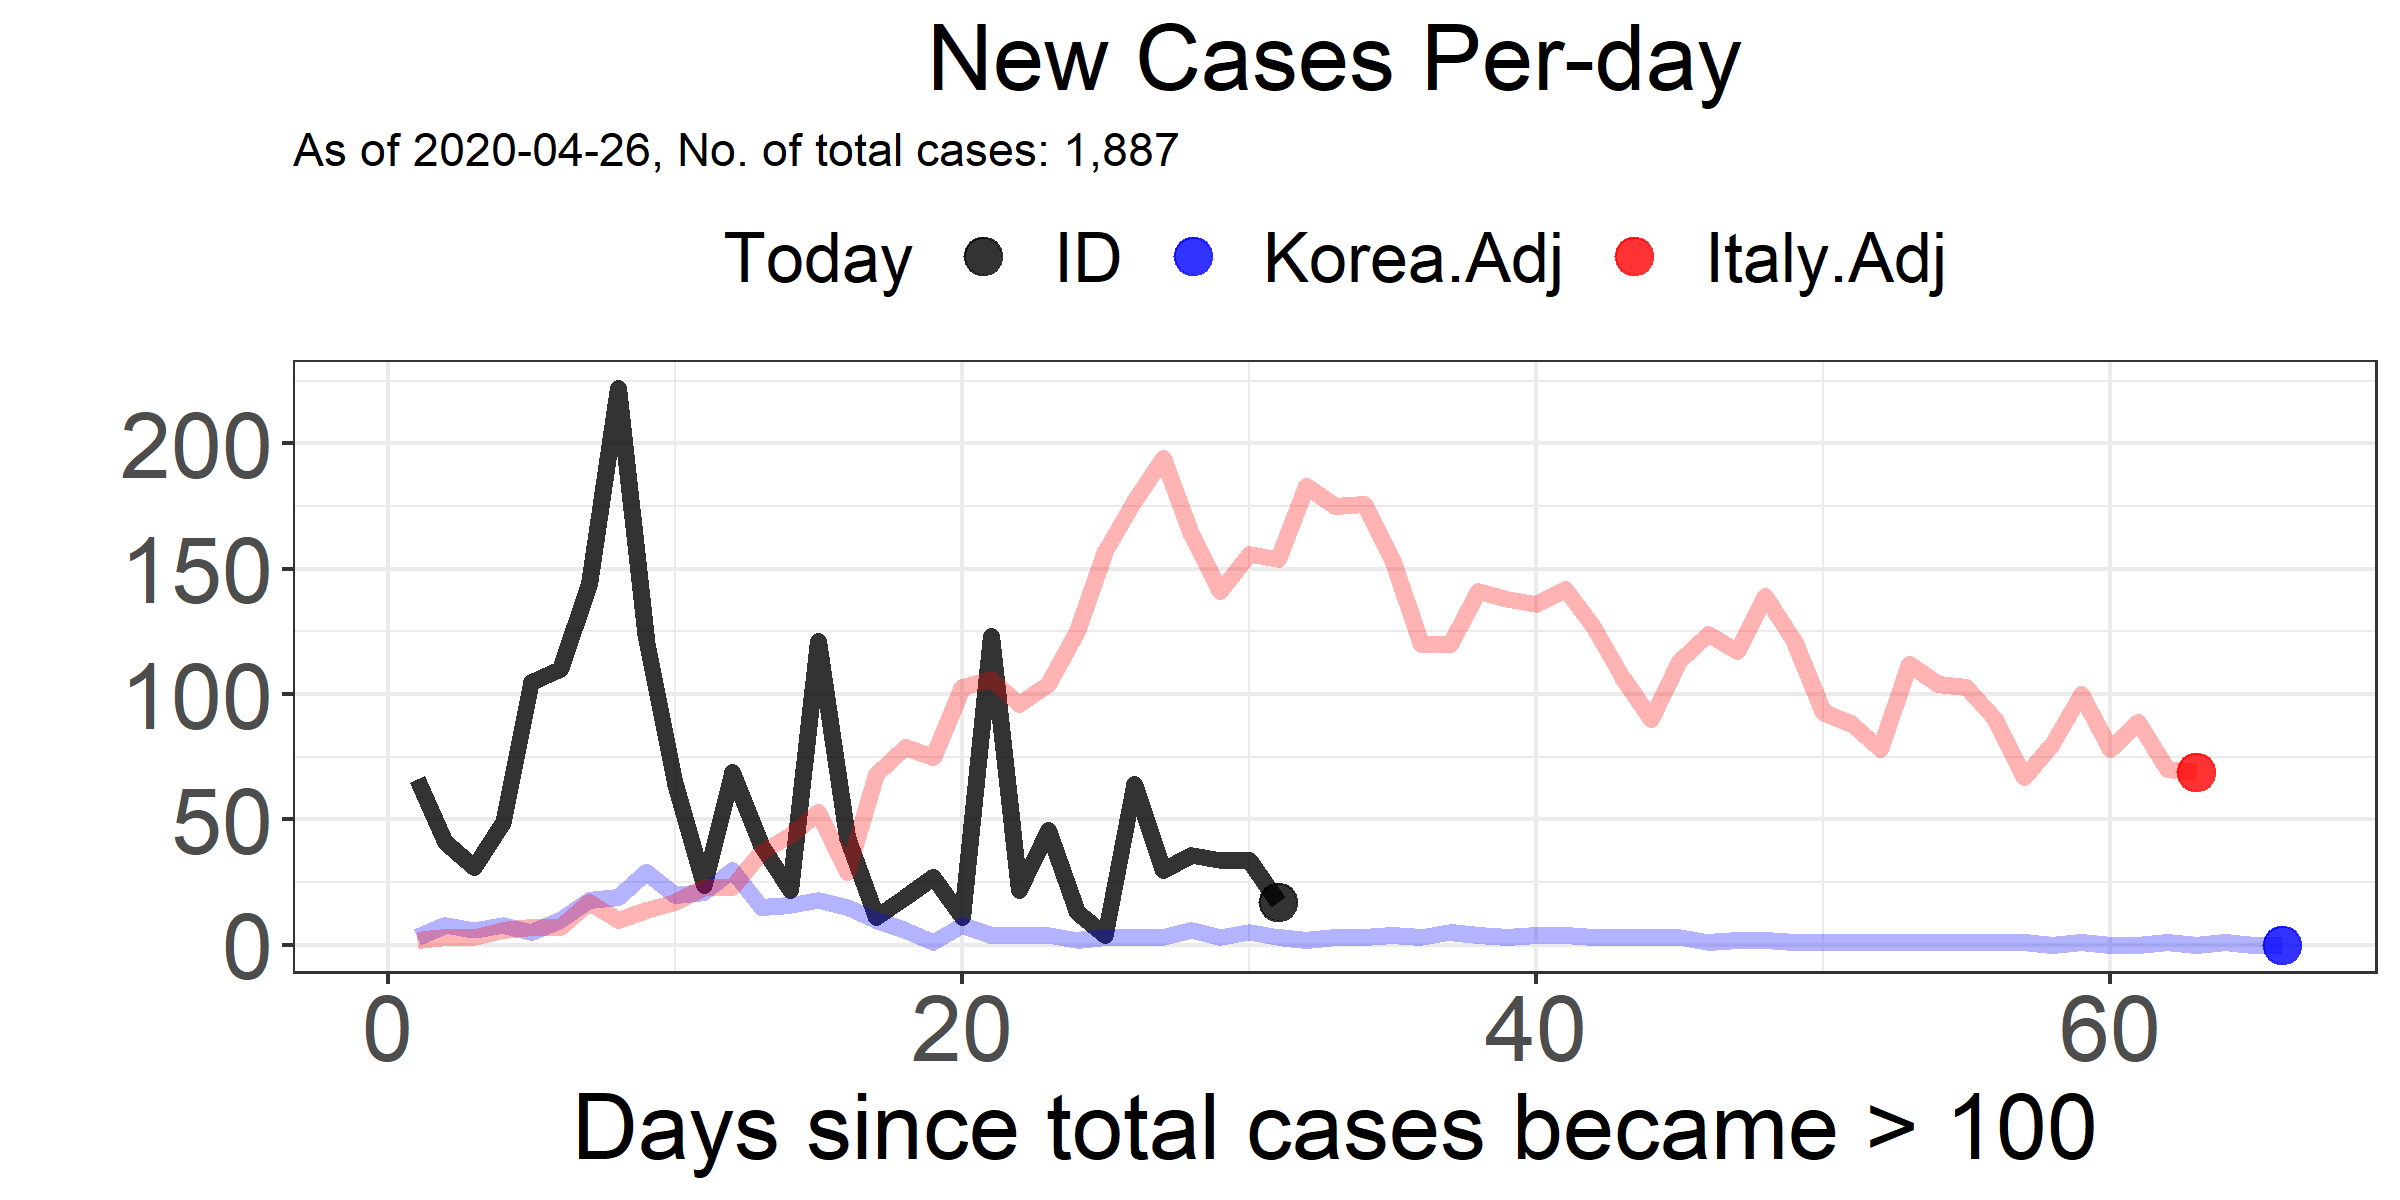 New Cases Per-day
As of 2020-04-26, No. of total cases: 1,887
Today ID Korea.Adj Italy.Adj
200
150
100
50
0
0 20 40 60
Days since total cases became > 100